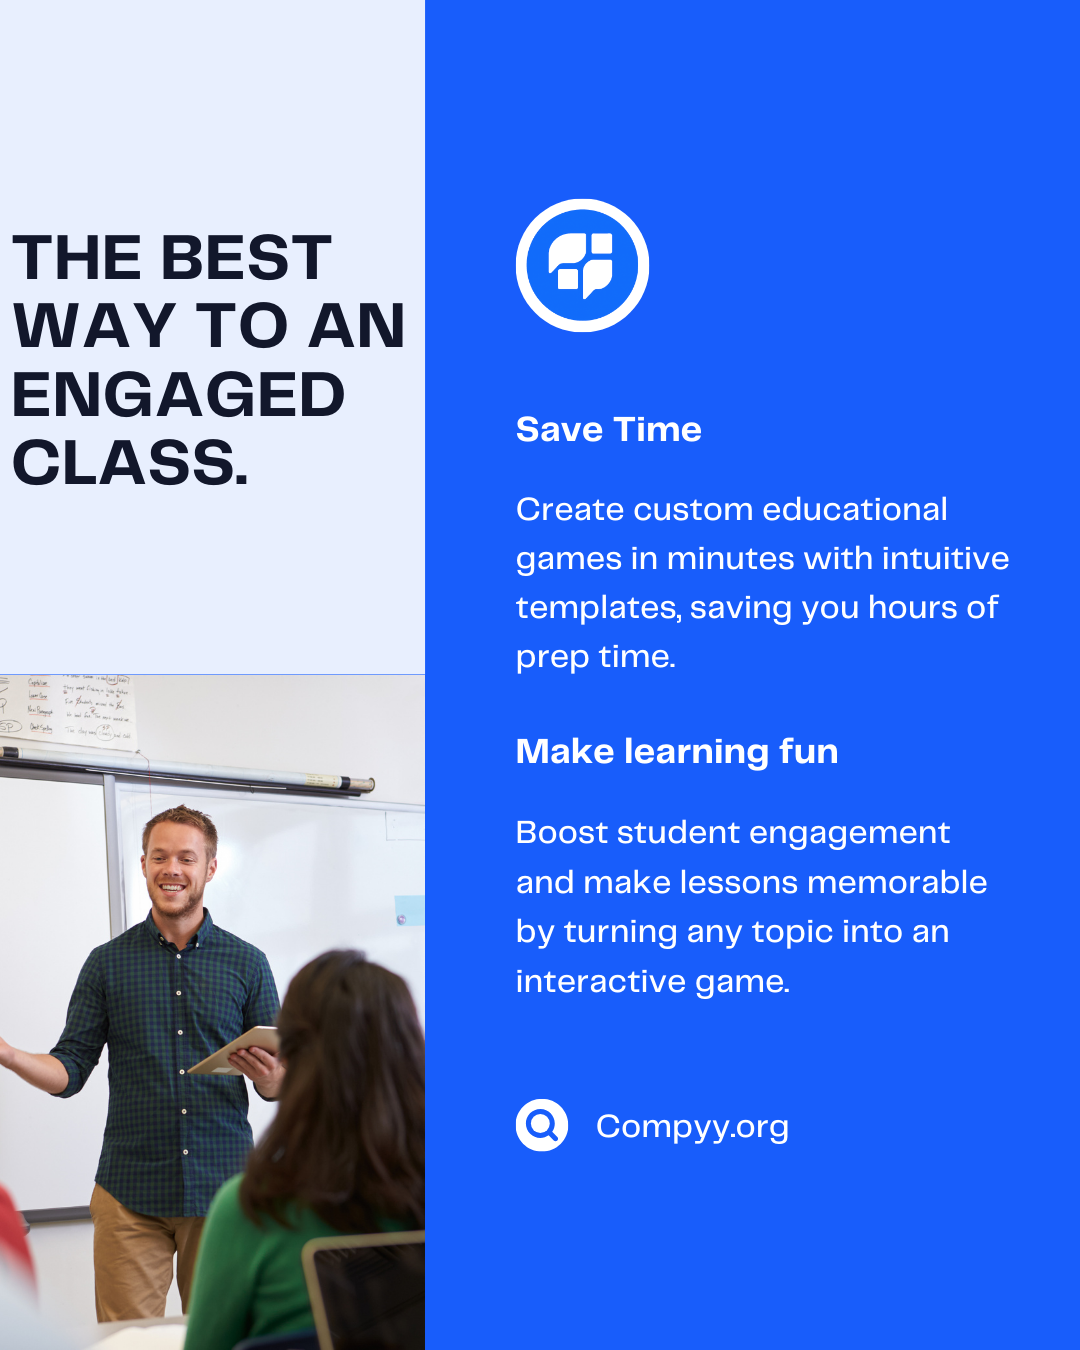 THE BEST
WAY TO AN
ENGAGED
CLASS.
Save Time
Create custom educational
games in minutes with intuitive
templates, saving you hours of
prep time.
Make learning fun
Boost student engagement
and make lessons memorable
by turning any topic into an
interactive game.
Compyy.org